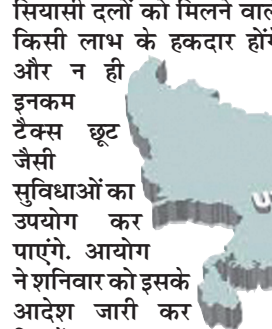 सियासी दलों को मिलने वाले
किसी लाभ के हकदार होंगे
और न ही
इनकम
टैक्स छूट
जैसी
सुविधाओं का
उपयोग कर
पाएंगे. आयोग
ने शनिवार को इसके
आदेश जारी कर